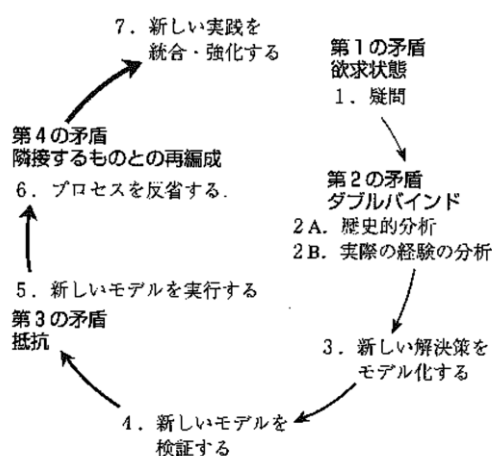 第1の矛盾
欲求状態
1．疑問
第2の矛盾
ダブルバインド
2A．歴史的分析
2B．実際の経験の分析
3．新しい解決策を
モデル化する
4．新しいモデルを
検証する
5．新しいモデルを実行する
第3の矛盾
抵抗
第4の矛盾
隣接するものとの再編成
6．プロセスを反省する．
7．新しい実践を
統合・強化する